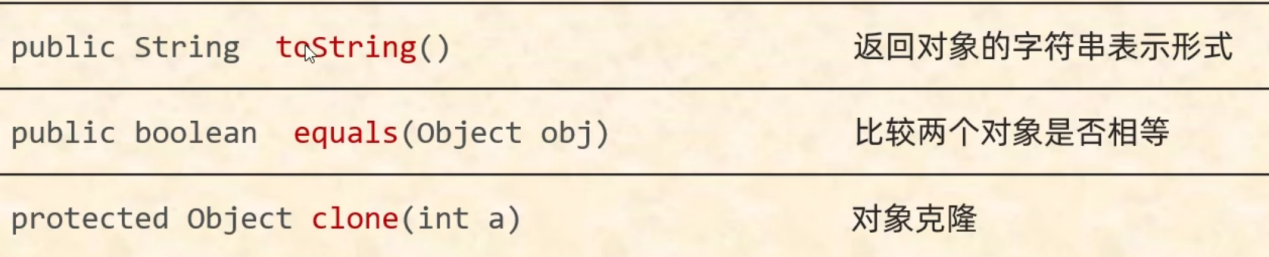 public String toString() 返回对象的字符串表示形式
public boolean equals(Object obj) 比较两个对象是否相等
protected Object clone(int a) 对象克隆